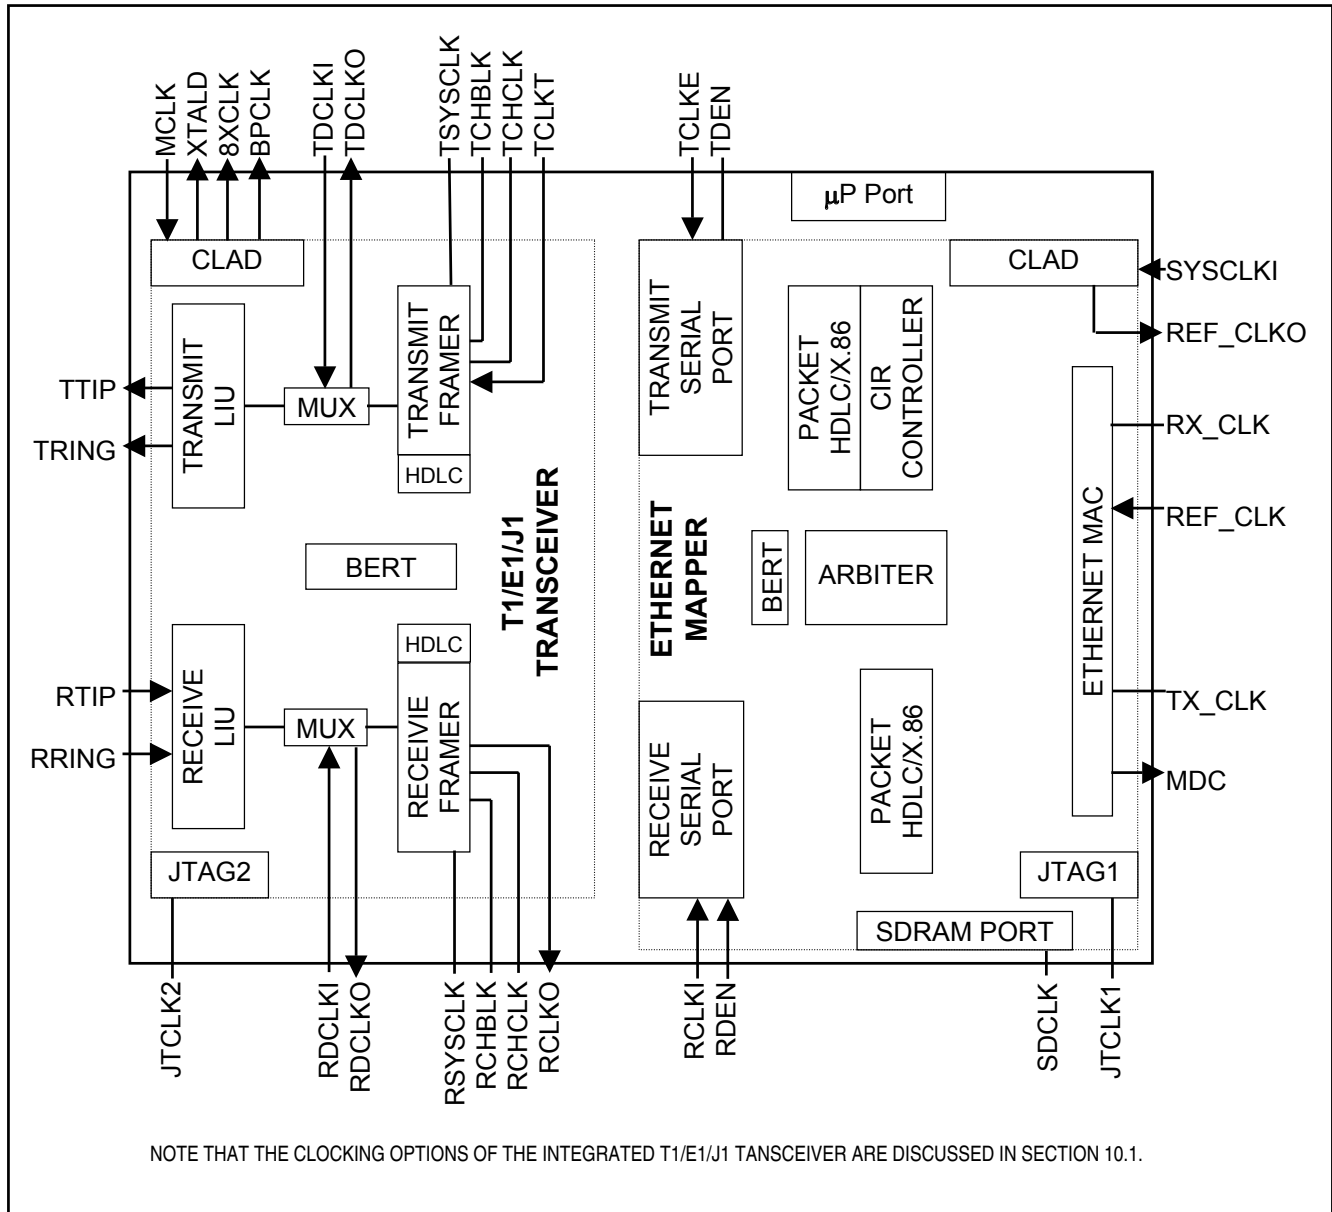 MCLK
XTALD
8XCLK
BPCLK
TDCLKI
TDCLKO
TSYSCLK
TCHBLK
TCHCLK
TCLKT
TCLKE
TDEN
µP Port
CLAD
CLAD
SYSCLKI
REF_CLKO
TRANSMIT
LIU
MUX
TRANSMIT
FRAMER
HDLC
TTIP
TRING
TRANSMIT
SERIAL
PORT
PACKET
HDLC/X.86
CIR
CONTROLLER
RX_CLK
REF_CLK
ETHERNET MAC
T1/E1/J1
TRANSCEIVER
ETHERNET
MAPPER
BERT
BERT
ARBITER
HDLC
RTIP
RRING
RECEIVE
LIU
MUX
RECEIVIE
FRAMER
RECEIVE
SERIAL
PORT
PACKET
HDLC/X.86
TX_CLK
MDC
JTAG2
JTAG1
SDRAM PORT
JTCLK2
RDCLKI
RDCLKO
RSYSCLK
RCHBLK
RCHCLK
RCLKO
RCLKI
RDEN
SDCLK
JTCLK1
NOTE THAT THE CLOCKING OPTIONS OF THE INTEGRATED T1/E1/J1 TANSCEIVER ARE DISCUSSED IN SECTION 10.1.